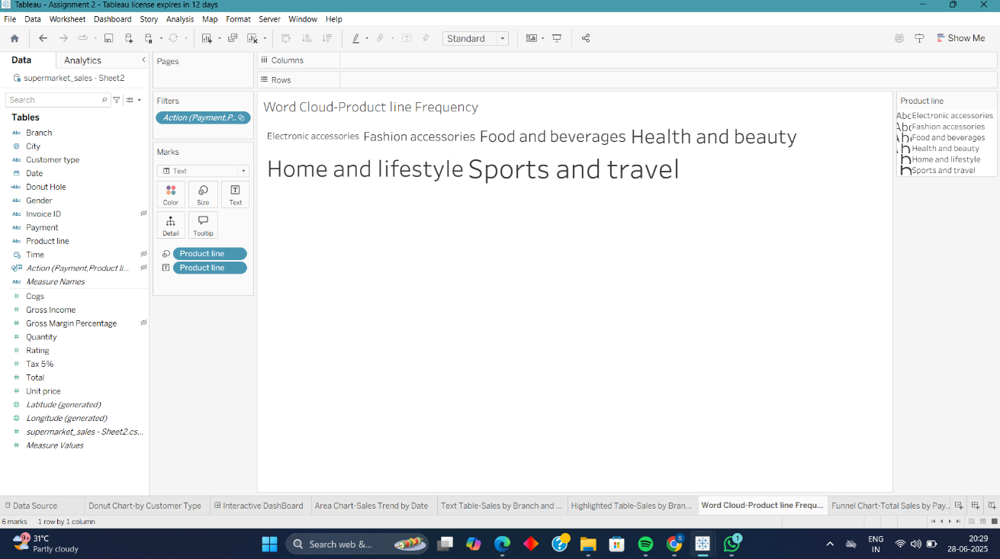 Tableau - Assignment 2 - Tableau license expires in 12 days
File Data Worksheet Dashboard Story Analysis Map Format Server Window Help
Standard
Show Me
Data Analytics
supermarket_sales - Sheet2
Search
Tables
Abc Branch
City
Abc Customer type
Date
=Abc Donut Hole
Abc Gender
Abc Invoice ID
Abc Payment
Abc Product line
Time
Action (Payment,Product li...
Abc Measure Names
# Cogs
# Gross Income
# Gross Margin Percentage
# Quantity
# Rating
# Tax 5%
# Total
# Unit price
Latitude (generated)
Longitude (generated)
# supermarket_sales - Sheet2.cs...
# Measure Values
Pages
Filters
Action (Payment,P..
Marks
Text
Color Size Text
Detail Tooltip
Product line
Product line
Columns
Rows
Word Cloud-Product line Frequency
Electronic accessories Fashion accessories Food and beverages Health and beauty
Home and lifestyle Sports and travel
Product line
Abc Electronic accessories
Fashion accessories
Food and beverages
Health and beauty
Home and lifestyle
Sports and travel
Data Source Donut Chart-by Customer Type Interactive DashBoard Area Chart-Sales Trend by Date Text Table-Sales by Branch and ... Highlighted Table-Sales by Bran... Word Cloud-Product line Frequ... Funnel Chart-Total Sales by Pay..
6 marks 1 row by 1 column
9+ 31°C
Partly cloudy
Search web &...
S
1
ENG
IN
20:29
28-06-2025